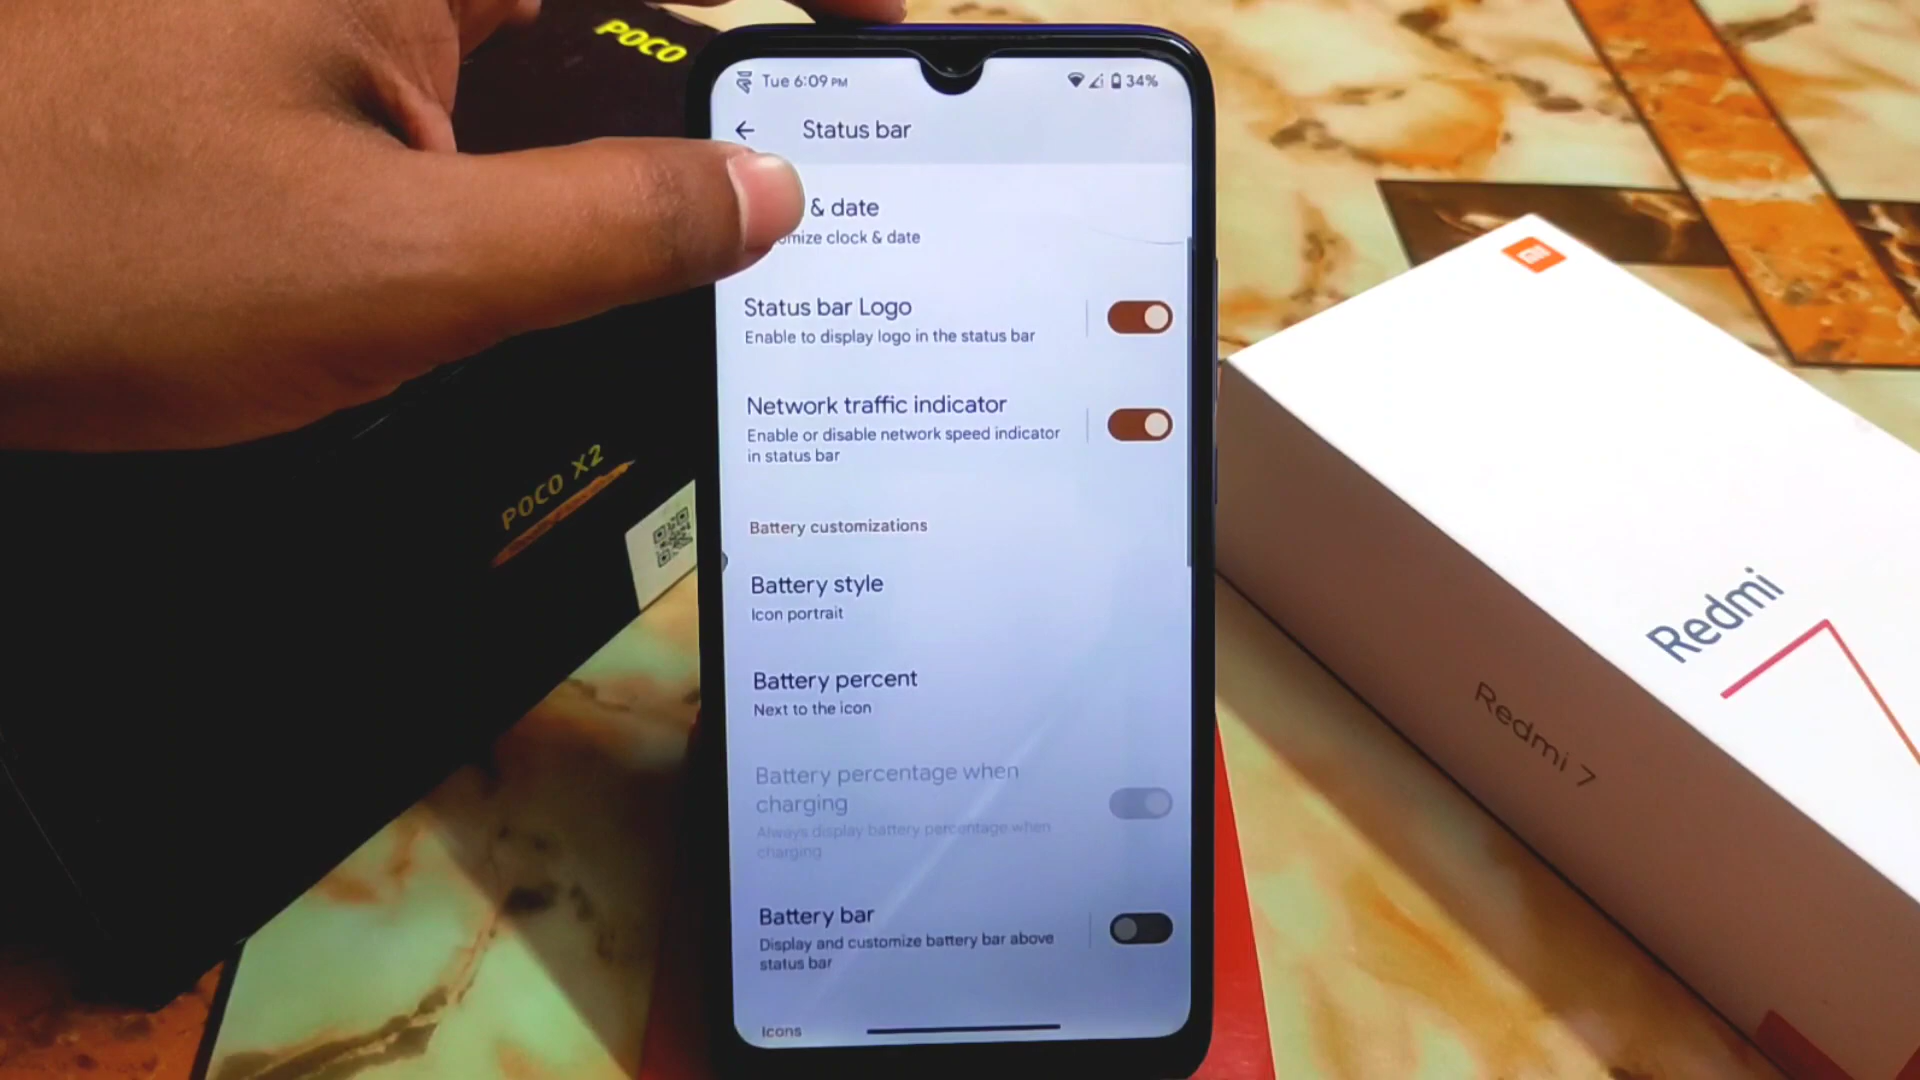 POCO
Tue 6:09 PM
34%
Status bar
& date
omize clock & date
Status bar Logo
Enable to display logo in the status bar
Network traffic indicator
Enable or disable network speed indicator
in status bar
POCO X2
Battery customizations
Battery style
Icon portrait
Battery percent
Next to the icon
Battery percentage when
charging
Always display battery percentage when
charging
Battery bar
Display and customize battery bar above
status bar
Icons
Redmi 7
Redmi 7